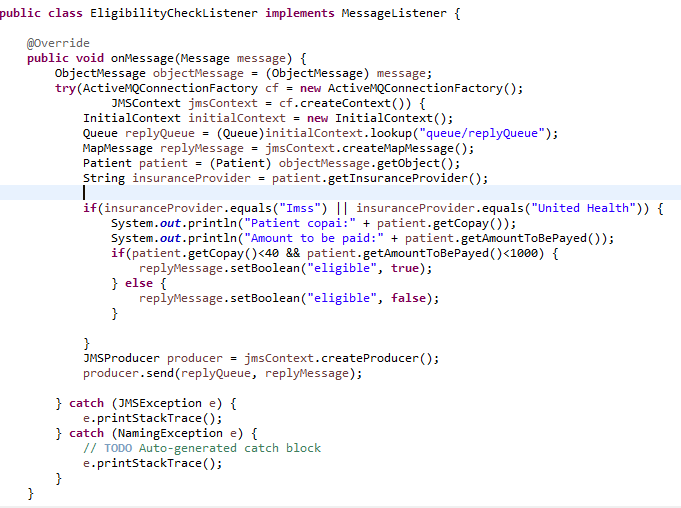 public class EligibilityCheckListener implements MessageListener {
@Override
public void onMessage(Message message) {
ObjectMessage objectMessage = (ObjectMessage) message;
try(ActiveMQConnectionFactory cf = new ActiveMQConnectionFactory();
JMSContext jmsContext = cf.createContext()) {
InitialContext initialContext = new InitialContext();
Queue replyQueue = (Queue)initialContext.lookup("queue/replyQueue");
MapMessage replyMessage = jmsContext.createMapMessage();
Patient patient = (Patient) objectMessage.getObject();
String insuranceProvider = patient.getInsuranceProvider();
if(insuranceProvider.equals("Imss") || insuranceProvider.equals("United Health")) {
System.out.println("Patient copai:" + patient.getCopay());
System.out.println("Amount to be paid:" + patient.getAmountToBePayed());
if(patient.getCopay()<40 && patient.getAmountToBePayed()<1000) {
replyMessage.setBoolean("eligible", true);
} else {
replyMessage.setBoolean("eligible", false);
}
}
JMSProducer producer = jmsContext.createProducer();
producer.send(replyQueue, replyMessage);
} catch (JMSException e) {
e.printStackTrace();
} catch (NamingException e) {
// TODO Auto-generated catch block
e.printStackTrace();
}
}